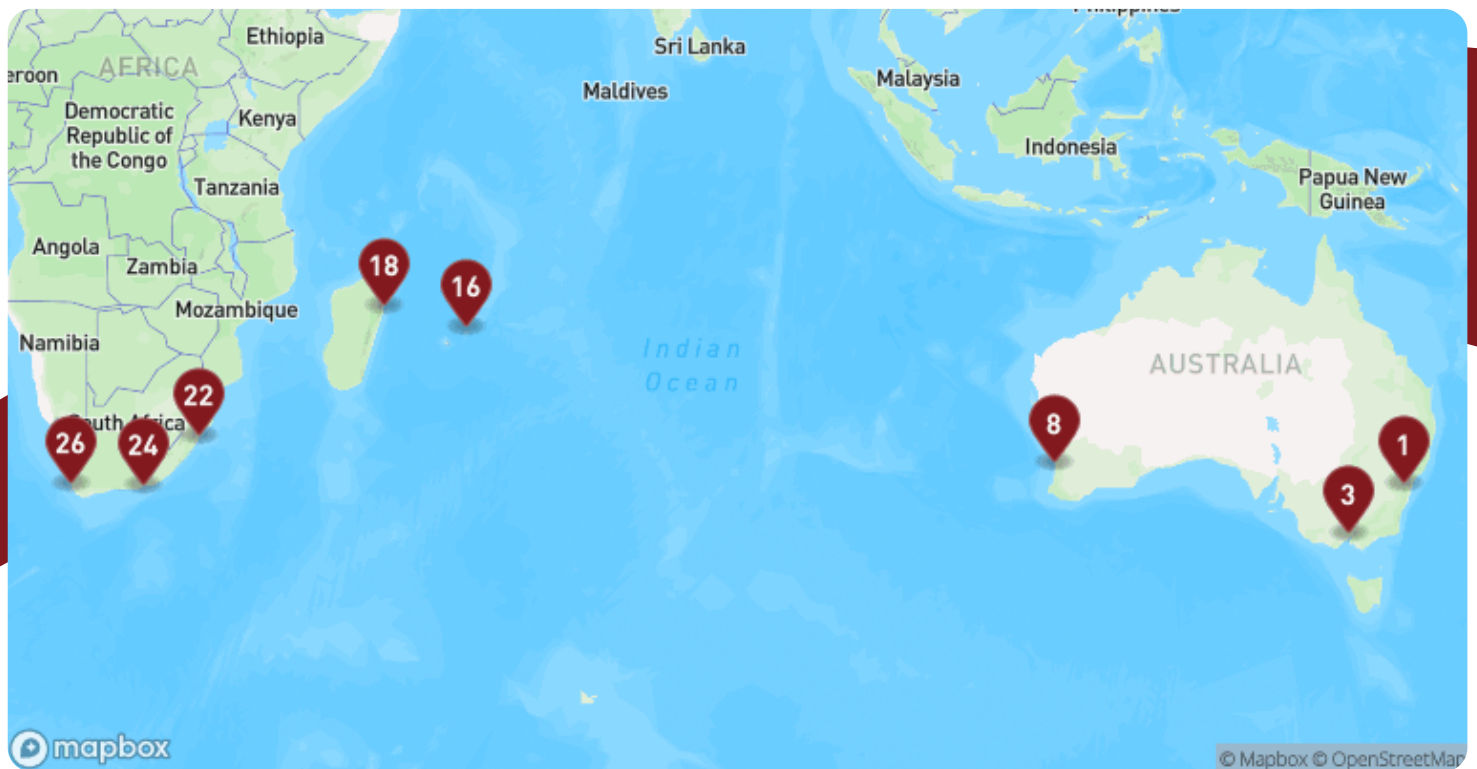 Philippines
Ethiopia
Sri Lanka
AFRICA
eroon
Malaysia
Maldives
Democratic
Republic of
the Congo
Kenya
Indonesia
Tanzania
Papua New
Guinea
Angola
Zambia
18
16
Mozambique
Namibia
Indian
Ocean
AUSTRALIA
22
South Africa
26
24
8
1
3
mapbox
© Mapbox © OpenStreetMap